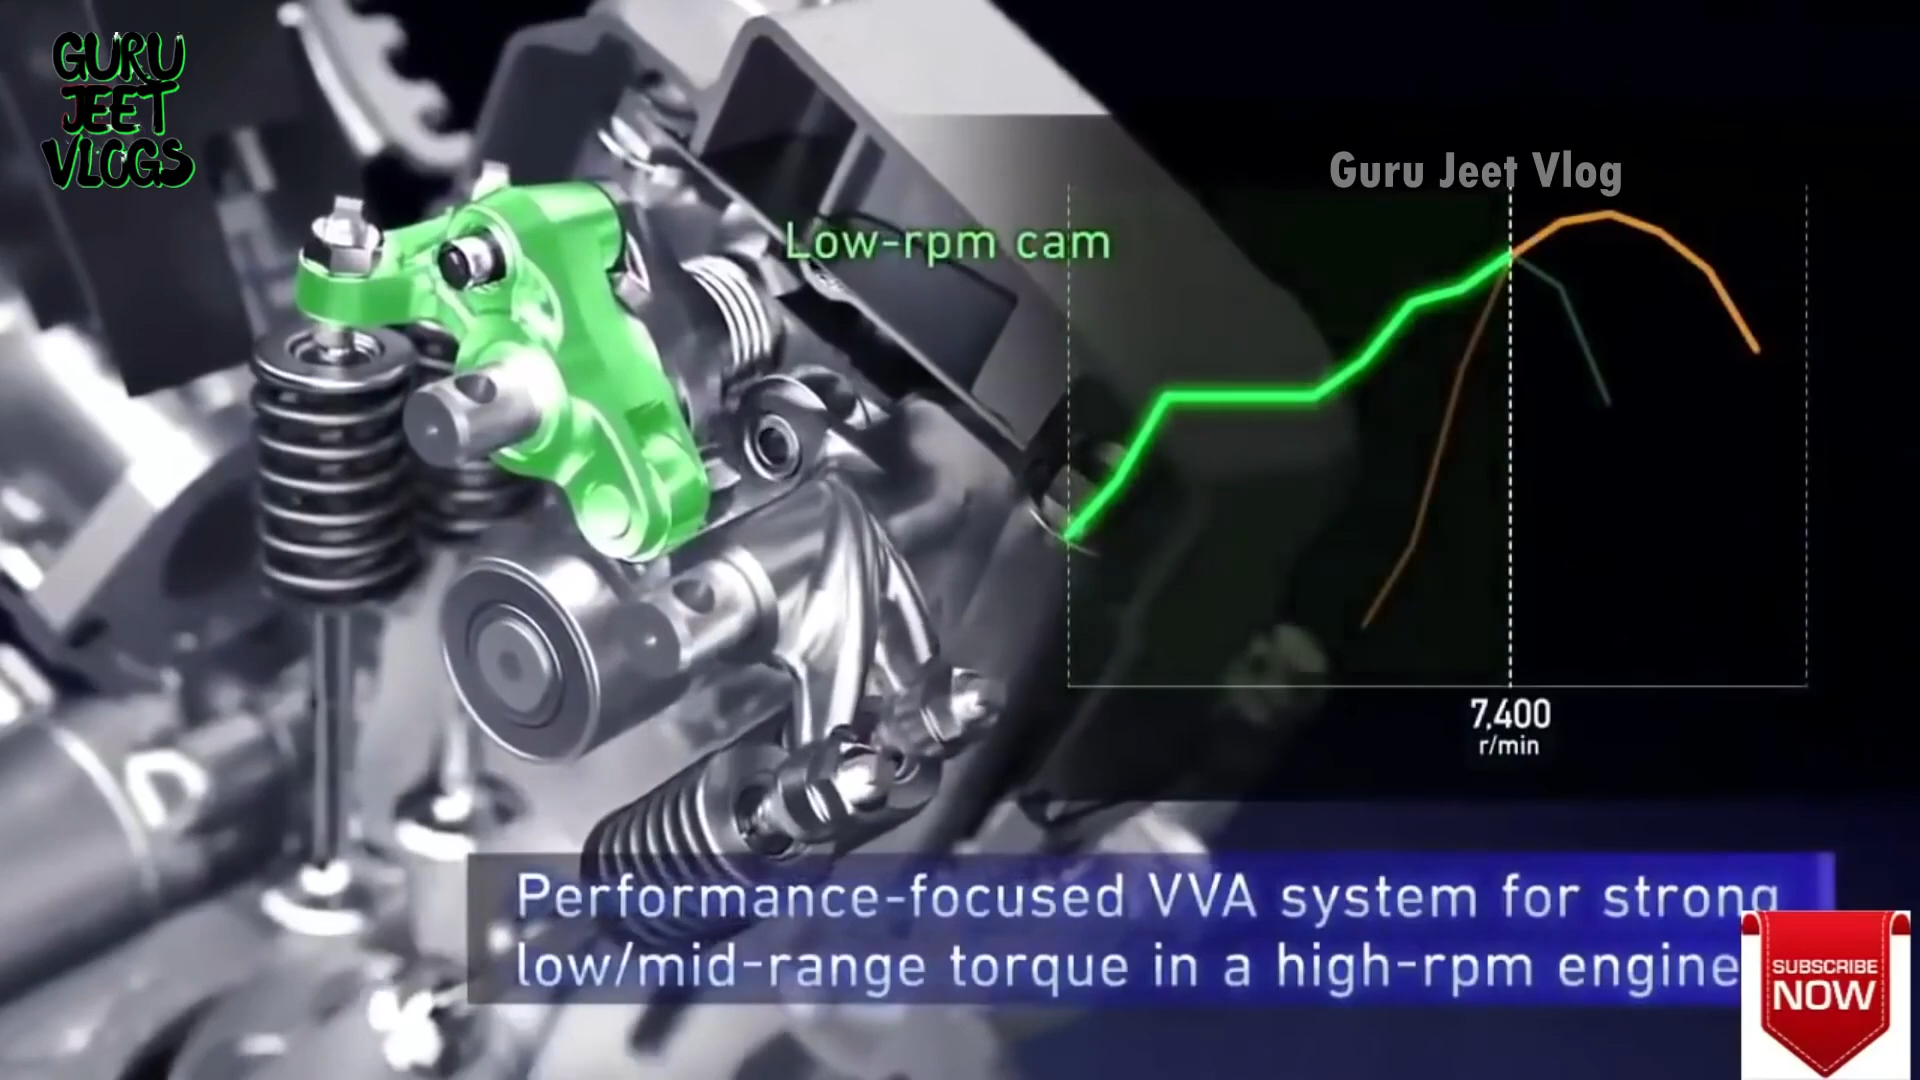 GURU
JEET
VLOGS
Guru Jeet Vlog
Low-rpm cam
7,400
r/min
Performance-focused VVA system for strong
low/mid-range torque in a high-rpm engine
SUBSCRIBE
NOW